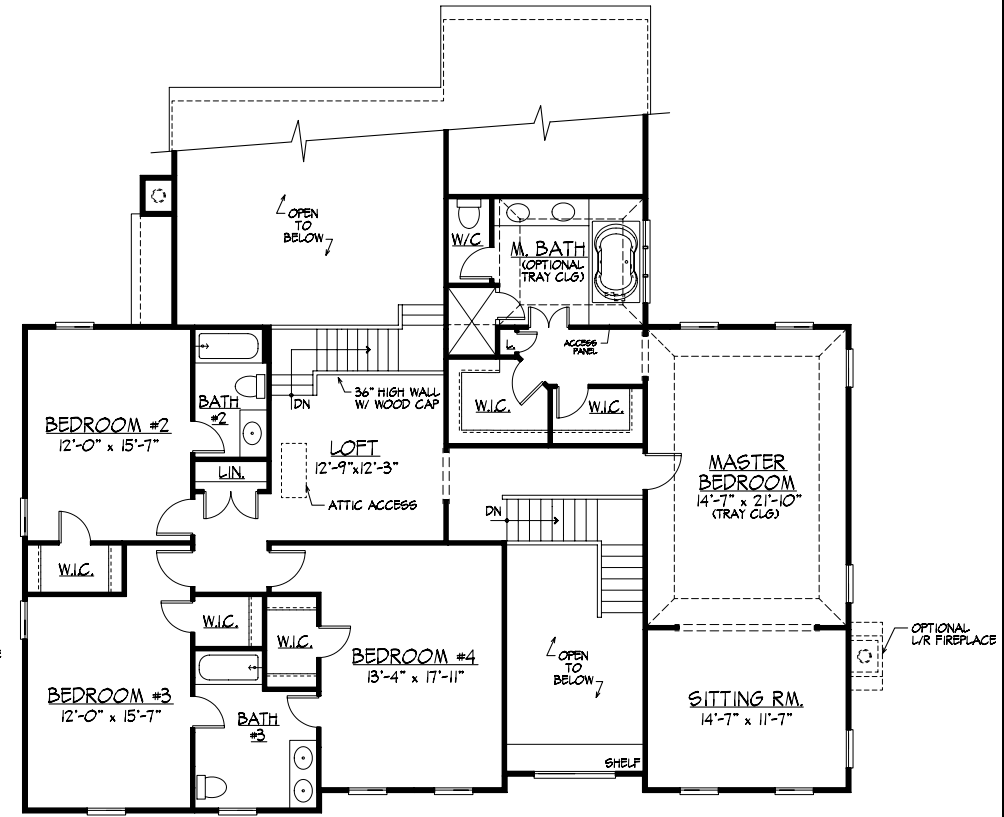 OPEN
TO
BELOW
W/C
M. BATH
(OPTIONAL
TRAY CLG)
L.
ACCESS
PANEL
36" HIGH WALL
W/ WOOD CAP
DN
BATH
#2
W.I.C.
W.I.C.
BEDROOM #2
12'-0" x 15'-7"
LOFT
12'-9"x12'-3"
LIN.
ATTIC ACCESS
MASTER
BEDROOM
14'-7" x 21'-10"
(TRAY CLG)
DN
W.I.C.
W.I.C.
W.I.C.
BEDROOM #4
13'-4" x 17'-11"
OPEN
TO
BELOW
OPTIONAL
L/R FIREPLACE
BEDROOM #3
12'-0" x 15'-7"
BATH
#3
SITTING RM.
14'-7" x 11'-7"
SHELF